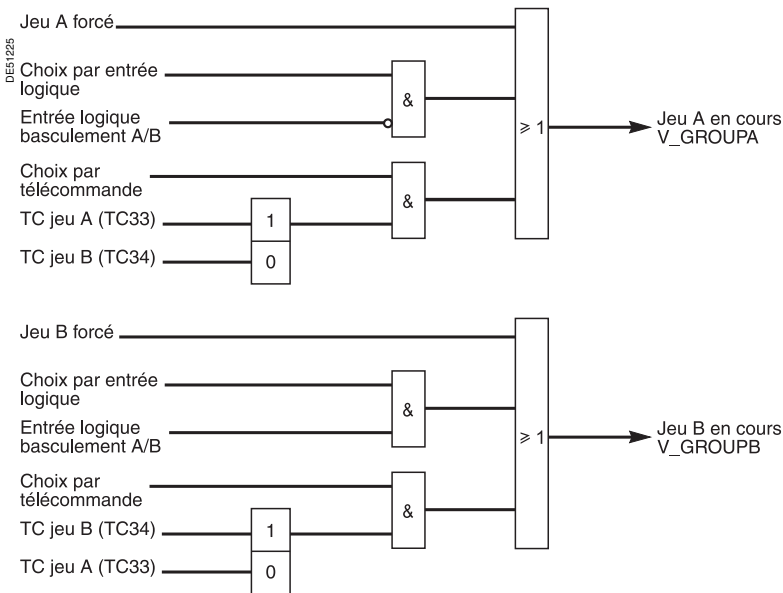 DE51225
Jeu A forcé
Choix par entrée
logique
&
Entrée logique
basculement A/B
≥ 1
Jeu A en cours
V_GROUPA
Choix par
télécommande
&
TC jeu A (TC33)
1
TC jeu B (TC34)
0
Jeu B forcé
Choix par entrée
logique
&
Entrée logique
basculement A/B
≥ 1
Jeu B en cours
V_GROUPB
Choix par
télécommande
&
TC jeu B (TC34)
1
TC jeu A (TC33)
0